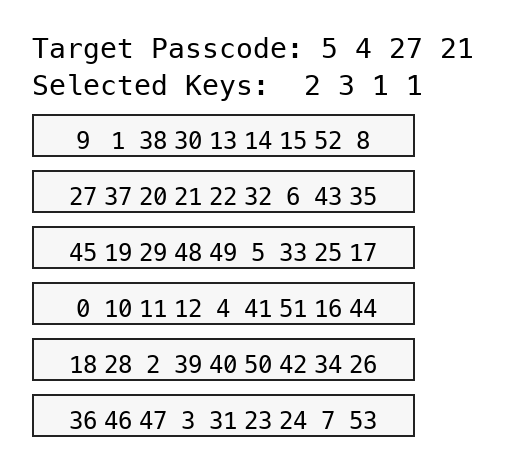 Target Passcode: 5 4 27 21
Selected Keys: 2 3 1 1
9 1 38 30 13 14 15 52 8
27 37 20 21 22 32 6 43 35
45 19 29 48 49 5 33 25 17
0 10 11 12 4 41 51 16 44
18 28 2 39 40 50 42 34 26
36 46 47 3 31 23 24 7 53